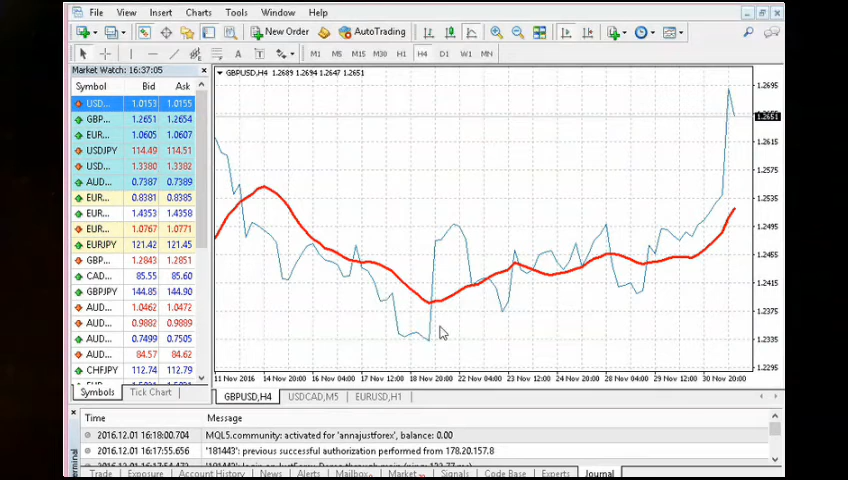 File View Insert Charts Tools Window Help
New Order AutoTrading
A T M1 M5 M15 M30 H1 H4 D1 W1 MN
Market Watch: 16:37:05
Symbol Bid Ask
USD... 1.0153 1.0155
GBP... 1.2651 1.2654
EUR... 1.0605 1.0607
USDJPY 114.49 114.51
USD... 1.3380 1.3382
AUD... 0.7387 0.7389
EUR... 0.8381 0.8385
EUR... 1.4353 1.4358
EUR... 1.0767 1.0771
EURJPY 121.42 121.45
GBP... 1.2843 1.2851
CAD... 85.55 85.60
GBPJPY 144.85 144.90
AUD... 1.0462 1.0472
AUD... 0.9882 0.9889
AUD... 0.7499 0.7505
AUD... 84.57 84.62
CHFJPY 112.74 112.79
Symbols Tick Chart
GBPUSD,H4 1.2689 1.2694 1.2647 1.2651
1.2695
1.2651
1.2615
1.2575
1.2535
1.2495
1.2455
1.2415
1.2375
1.2335
1.2295
11 Nov 2016 14 Nov 20:00 16 Nov 04:00 17 Nov 12:00 18 Nov 20:00 22 Nov 04:00 23 Nov 12:00 24 Nov 20:00 28 Nov 04:00 29 Nov 12:00 30 Nov 20:00
GBPUSD,H4 USDCAD,M5 EURUSD,H1
Time Message
2016.12.01 16:18:00.704 MQL5.community: activated for 'annajustforex', balance: 0.00
2016.12.01 16:17:55.656 '181443': previous successful authorization performed from 178.20.157.8
Trade Exposure Account History News Alerts Mailbox Market Signals Code Base Experts Journal